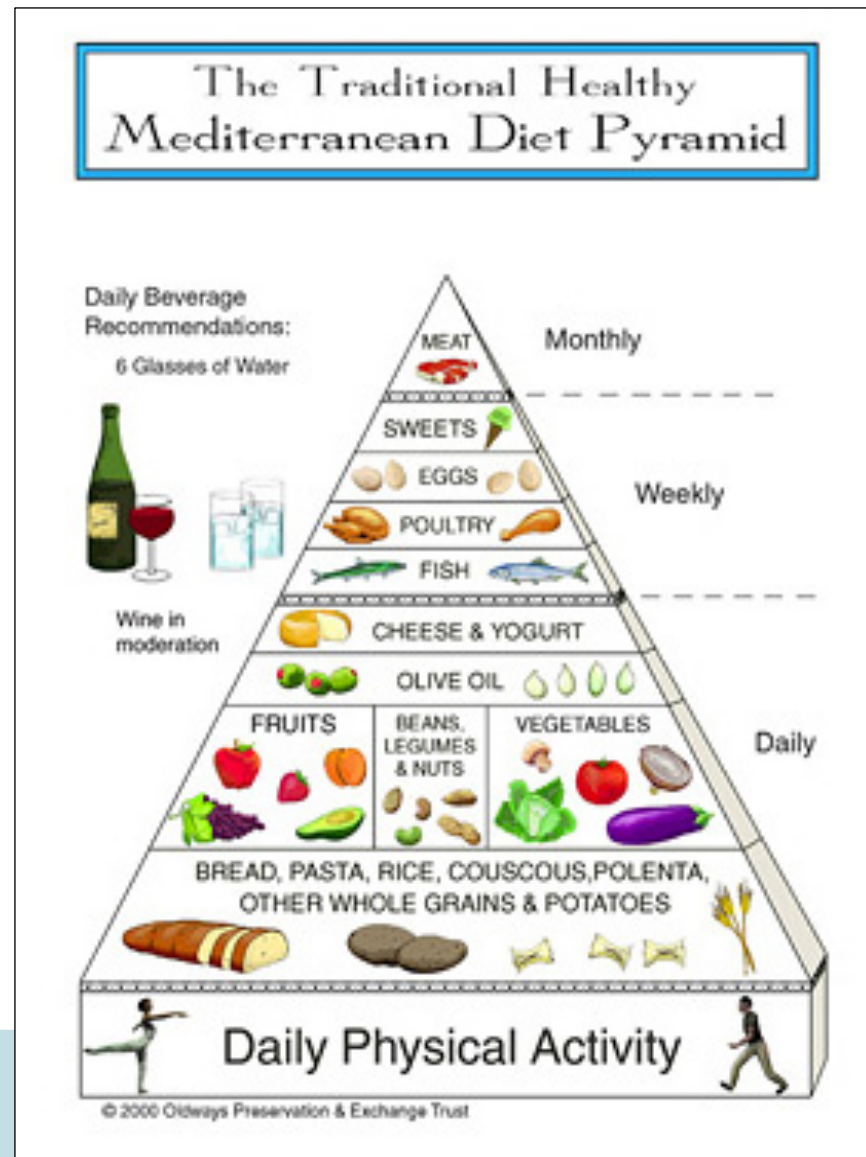 The Traditional Healthy
Mediterranean Diet Pyramid
Daily Beverage
Recommendations:
6 Glasses of Water
Wine in
moderation
MEAT
Monthly
SWEETS
EGGS
Weekly
POULTRY
FISH
CHEESE & YOGURT
OLIVE OIL
FRUITS
BEANS,
LEGUMES
& NUTS
VEGETABLES
Daily
BREAD, PASTA, RICE, COUSCOUS,POLENTA,
OTHER WHOLE GRAINS & POTATOES
Daily Physical Activity
© 2000 Oldways Preservation & Exchange Trust